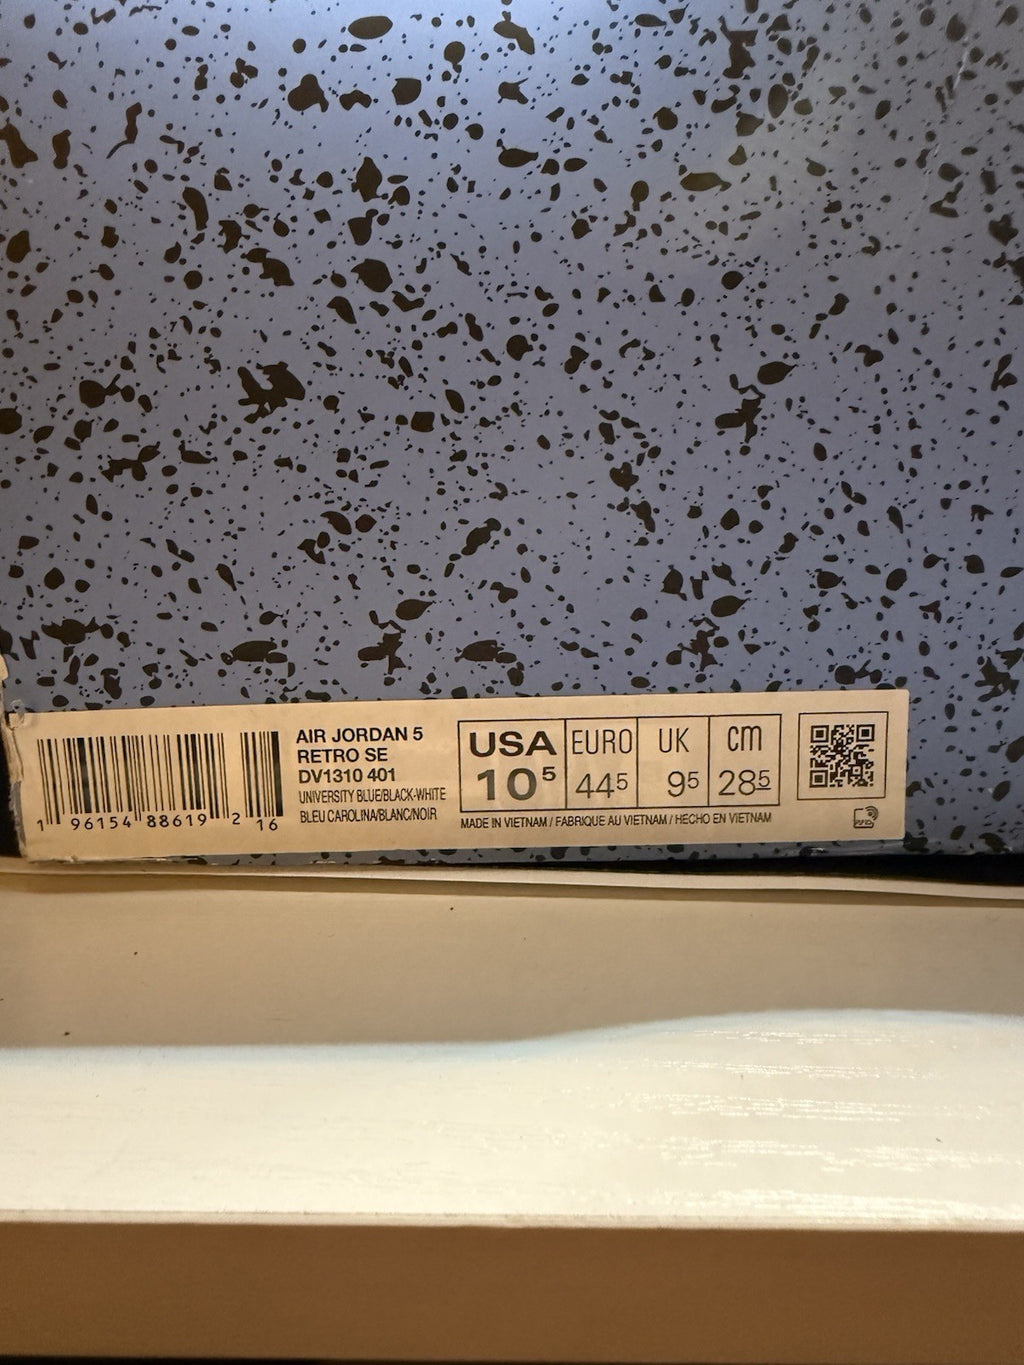 AIR JORDAN 5
RETRO SE
DV1310 401
UNIVERSITY BLUE/BLACK-WHITE
BLEU CAROLINA/BLANC/NOIR
1 96154 88619 2 16
USA EURO UK cm
10⁵ 44⁵ 9⁵ 28⁵
MADE IN VIETNAM / FABRIQUE AU VIETNAM / HECHO EN VIETNAM